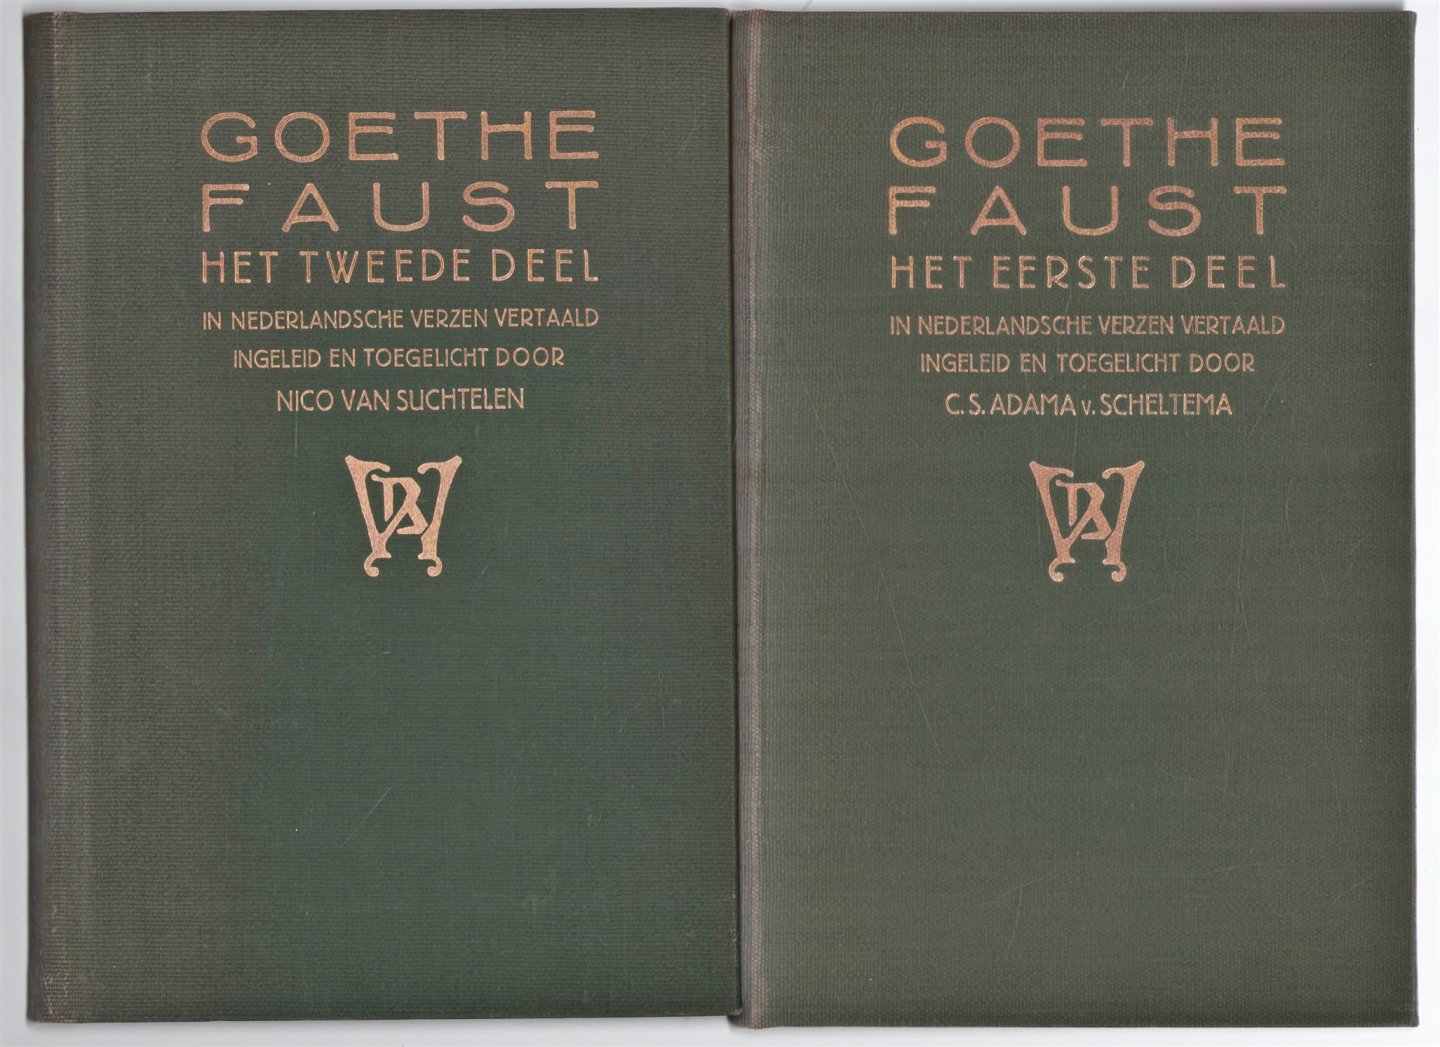 GOETHE
FAUST
HET TWEEDE DEEL
IN NEDERLANDSCHE VERZEN VERTAALD
INGELEID EN TOEGELICHT DOOR
NICO VAN SUCHTELEN
GOETHE
FAUST
HET EERSTE DEEL
IN NEDERLANDSCHE VERZEN VERTAALD
INGELEID EN TOEGELICHT DOOR
C. S. ADAMA v. SCHELTEMA